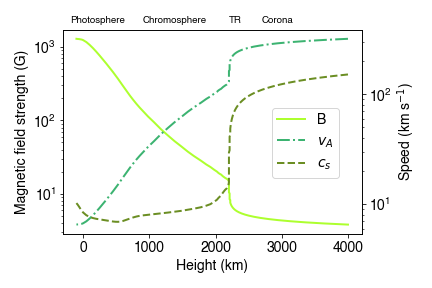 Photosphere Chromosphere TR Corona
Magnetic field strength (G)
10³
10²
10¹
B
v_A
c_s
10²
10¹
Speed (km s⁻¹)
0 1000 2000 3000 4000
Height (km)